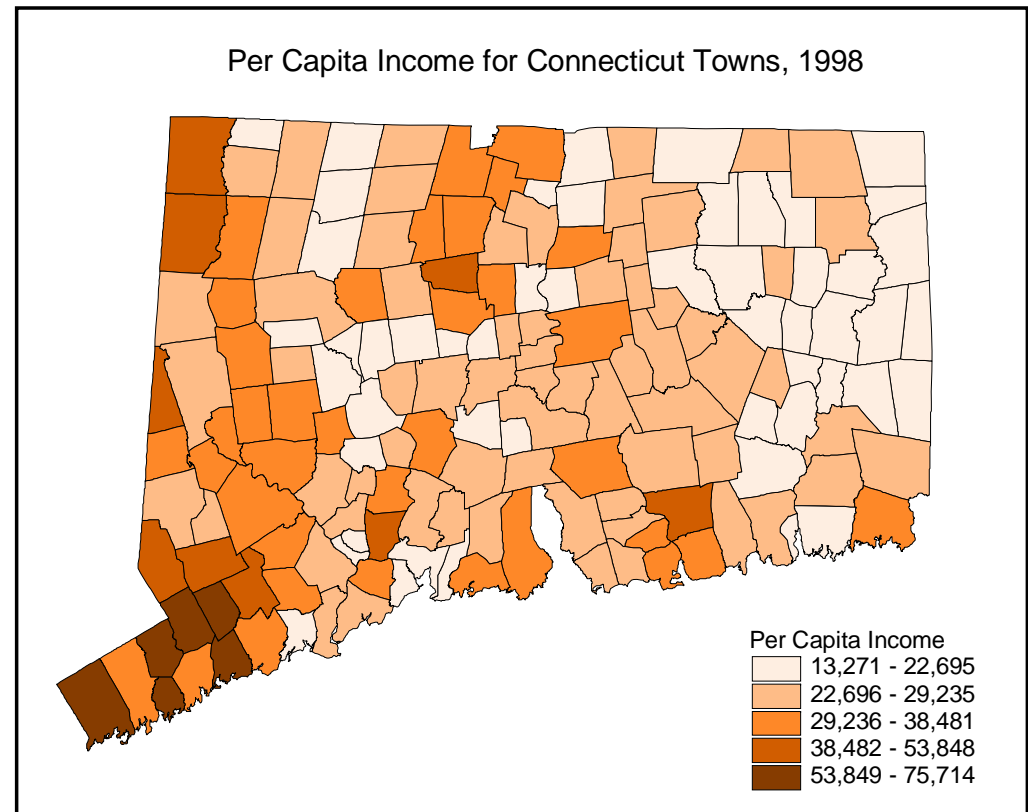 Per Capita Income for Connecticut Towns, 1998
Per Capita Income
13,271 - 22,695
22,696 - 29,235
29,236 - 38,481
38,482 - 53,848
53,849 - 75,714